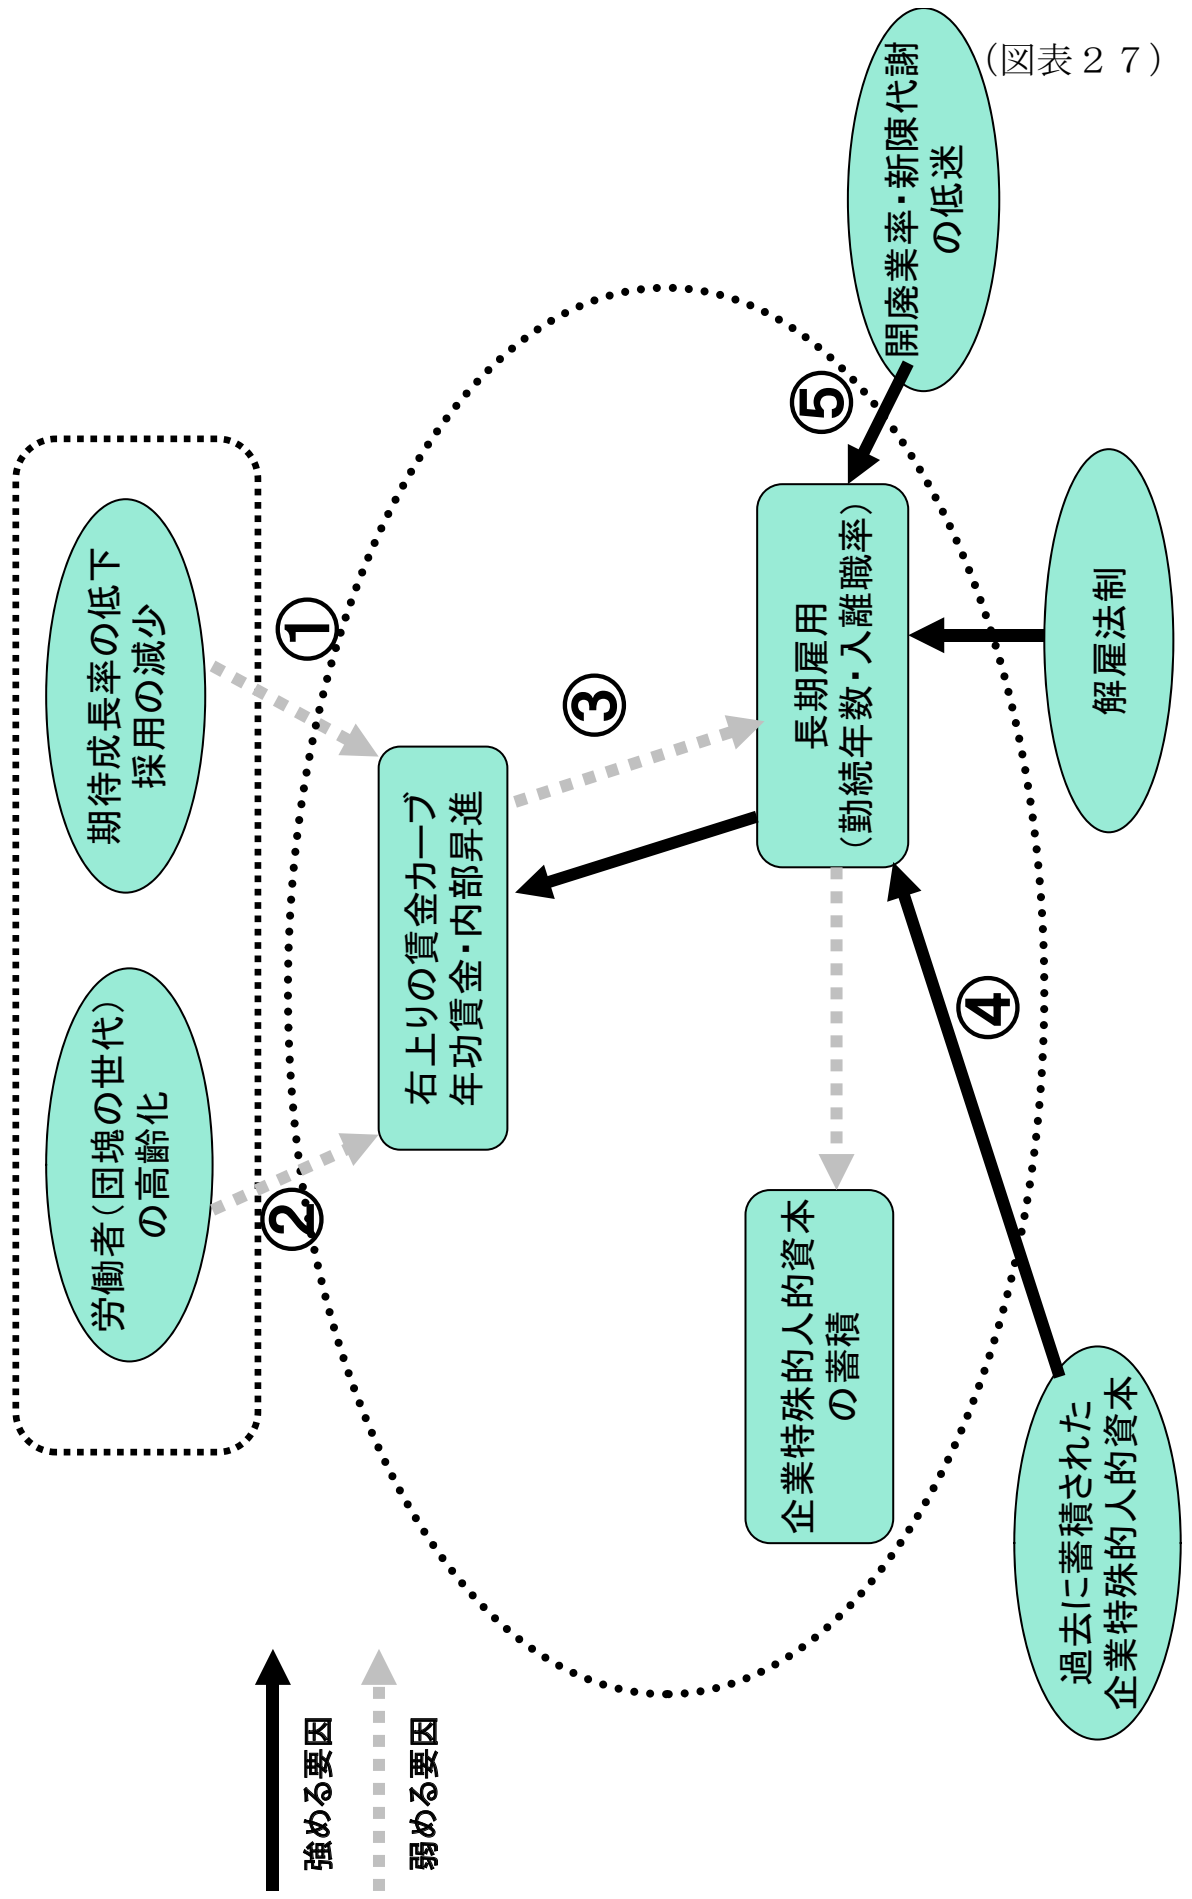 (図表２７)
労働者(団塊の世代)
の高齢化
期待成長率の低下
採用の減少
②
①
右上りの賃金カーブ
年功賃金・内部昇進
③
企業特殊的人的資本
の蓄積
長期雇用
(勤続年数・入離職率)
⑤
開廃業率・新陳代謝
の低迷
④
過去に蓄積された
企業特殊的人的資本
解雇法制
強める要因
弱める要因